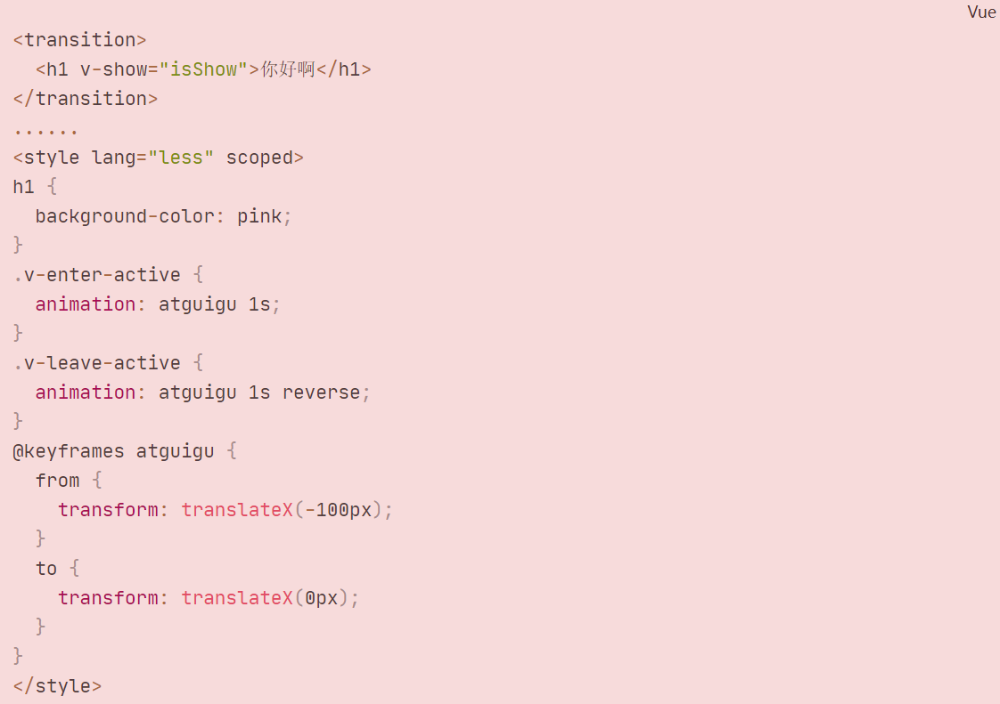 Vue
<transition>
  <h1 v-show="isShow">你好啊</h1>
</transition>
......
<style lang="less" scoped>
h1 {
  background-color: pink;
}
.v-enter-active {
  animation: atguigu 1s;
}
.v-leave-active {
  animation: atguigu 1s reverse;
}
@keyframes atguigu {
  from {
    transform: translateX(-100px);
  }
  to {
    transform: translateX(0px);
  }
}
</style>